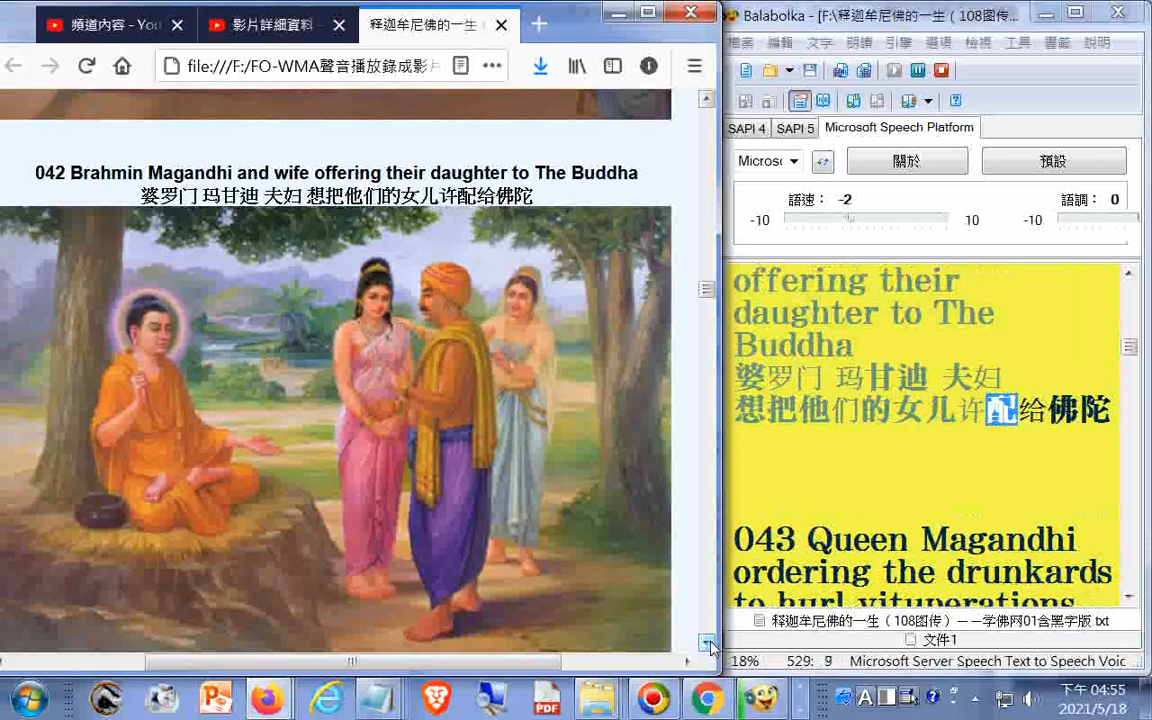 頻道內容 - You
影片詳細資料 -
释迦牟尼佛的一生
file:///F:/FO-WMA聲音播放錄成影片
042 Brahmin Magandhi and wife offering their daughter to The Buddha
婆罗门 玛甘迪 夫妇 想把他们的女儿许配给佛陀
Balabolka - [F:\释迦牟尼佛的一生（108图传...
檔案 編輯 文字 朗讀 引擎 選項 檢視 工具 書籤 說明
SAPI 4 SAPI 5 Microsoft Speech Platform
Micros 關於 預設
語速： -2 語調： 0
-10 10 -10
offering their
daughter to The
Buddha
婆罗门 玛甘迪 夫妇
想把他们的女儿许配给佛陀
043 Queen Magandhi
ordering the drunkards
to hurl vituperations
释迦牟尼佛的一生（108图传）——学佛网01含黑字版.txt
文件1
18% 529: 9 Microsoft Server Speech Text to Speech Voic
PDF
A
下午 04:55
2021/5/18